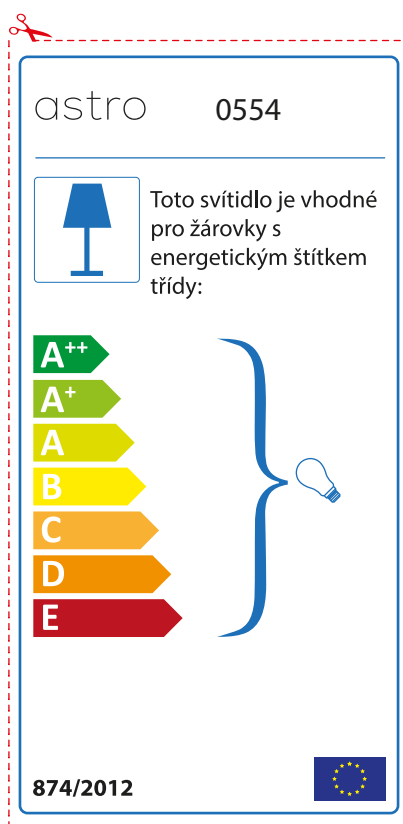 astro 0554
Toto svítidlo je vhodné
pro žárovky s
energetickým štítkem
třídy:
A++
A+
A
B
C
D
E
874/2012